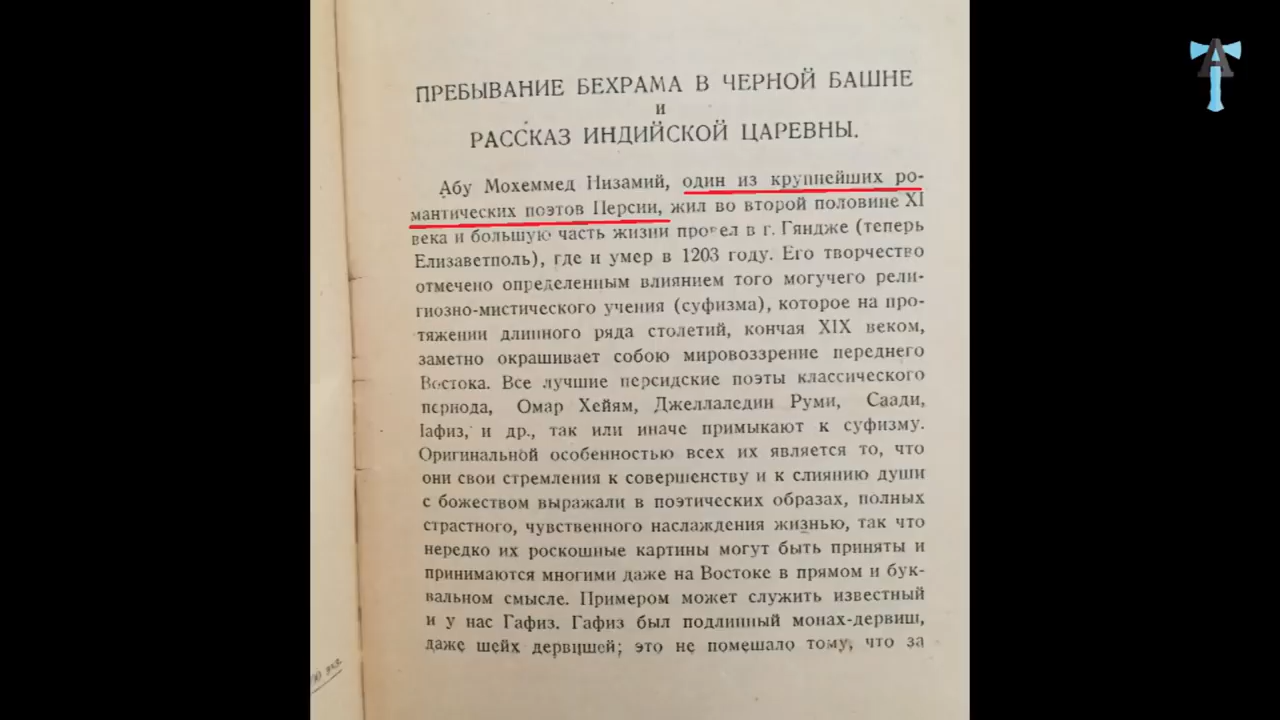 ПРЕБЫВАНИЕ БЕХРАМА В ЧЕРНОЙ БАШНЕ
И
РАССКАЗ ИНДИЙСКОЙ ЦАРЕВНЫ.
Абу Мохеммед Низамий, один из крупнейших ро-
мантических поэтов Персии, жил во второй половине XI
века и большую часть жизни провел в г. Гяндже (теперь
Елизаветполь), где и умер в 1203 году. Его творчество
отмечено определенным влиянием того могучего рели-
гиозно-мистического учения (суфизма), которое на про-
тяжении длинного ряда столетий, кончая XIX веком,
заметно окрашивает собою мировоззрение переднего
Востока. Все лучшие персидские поэты классического
периода, Омар Хейям, Джеллаледин Руми, Саади,
Гафиз, и др., так или иначе примыкают к суфизму.
Оригинальной особенностью всех их является то, что
они свои стремления к совершенству и к слиянию души
с божеством выражали в поэтических образах, полных
страстного, чувственного наслаждения жизнью, так что
нередко их роскошные картины могут быть приняты и
принимаются многими даже на Востоке в прямом и бук-
вальном смысле. Примером может служить известный
и у нас Гафиз. Гафиз был подлинный монах-дервиш,
даже шейх дервишей; это не помешало тому, что за